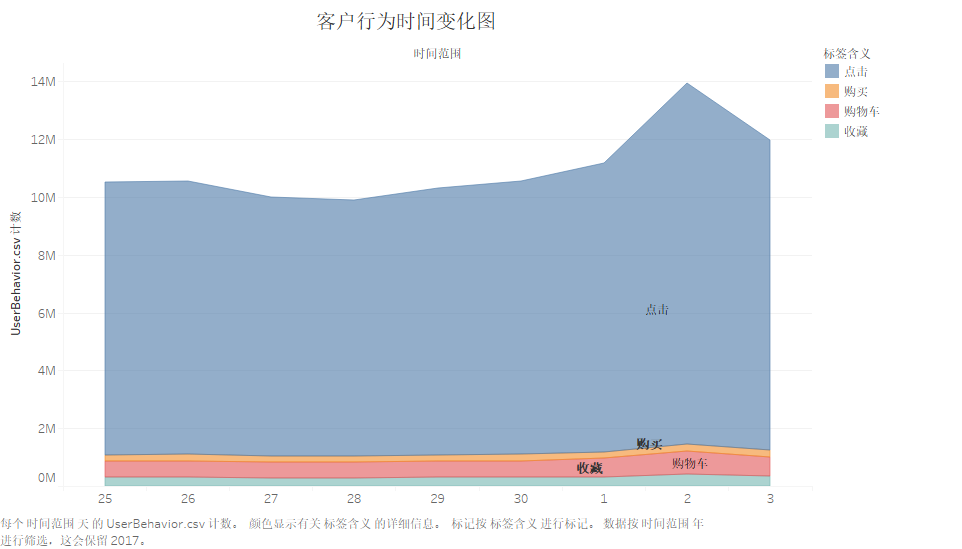 客户行为时间变化图
时间范围
标签含义
点击
购买
购物车
收藏
14M
12M
10M
8M
6M
4M
2M
0M
UserBehavior.csv 计数
点击
购买
收藏
购物车
25 26 27 28 29 30 1 2 3
每个 时间范围 天 的 UserBehavior.csv 计数。 颜色显示有关 标签含义 的详细信息。 标记按 标签含义 进行标记。 数据按 时间范围 年
进行筛选，这会保留 2017。